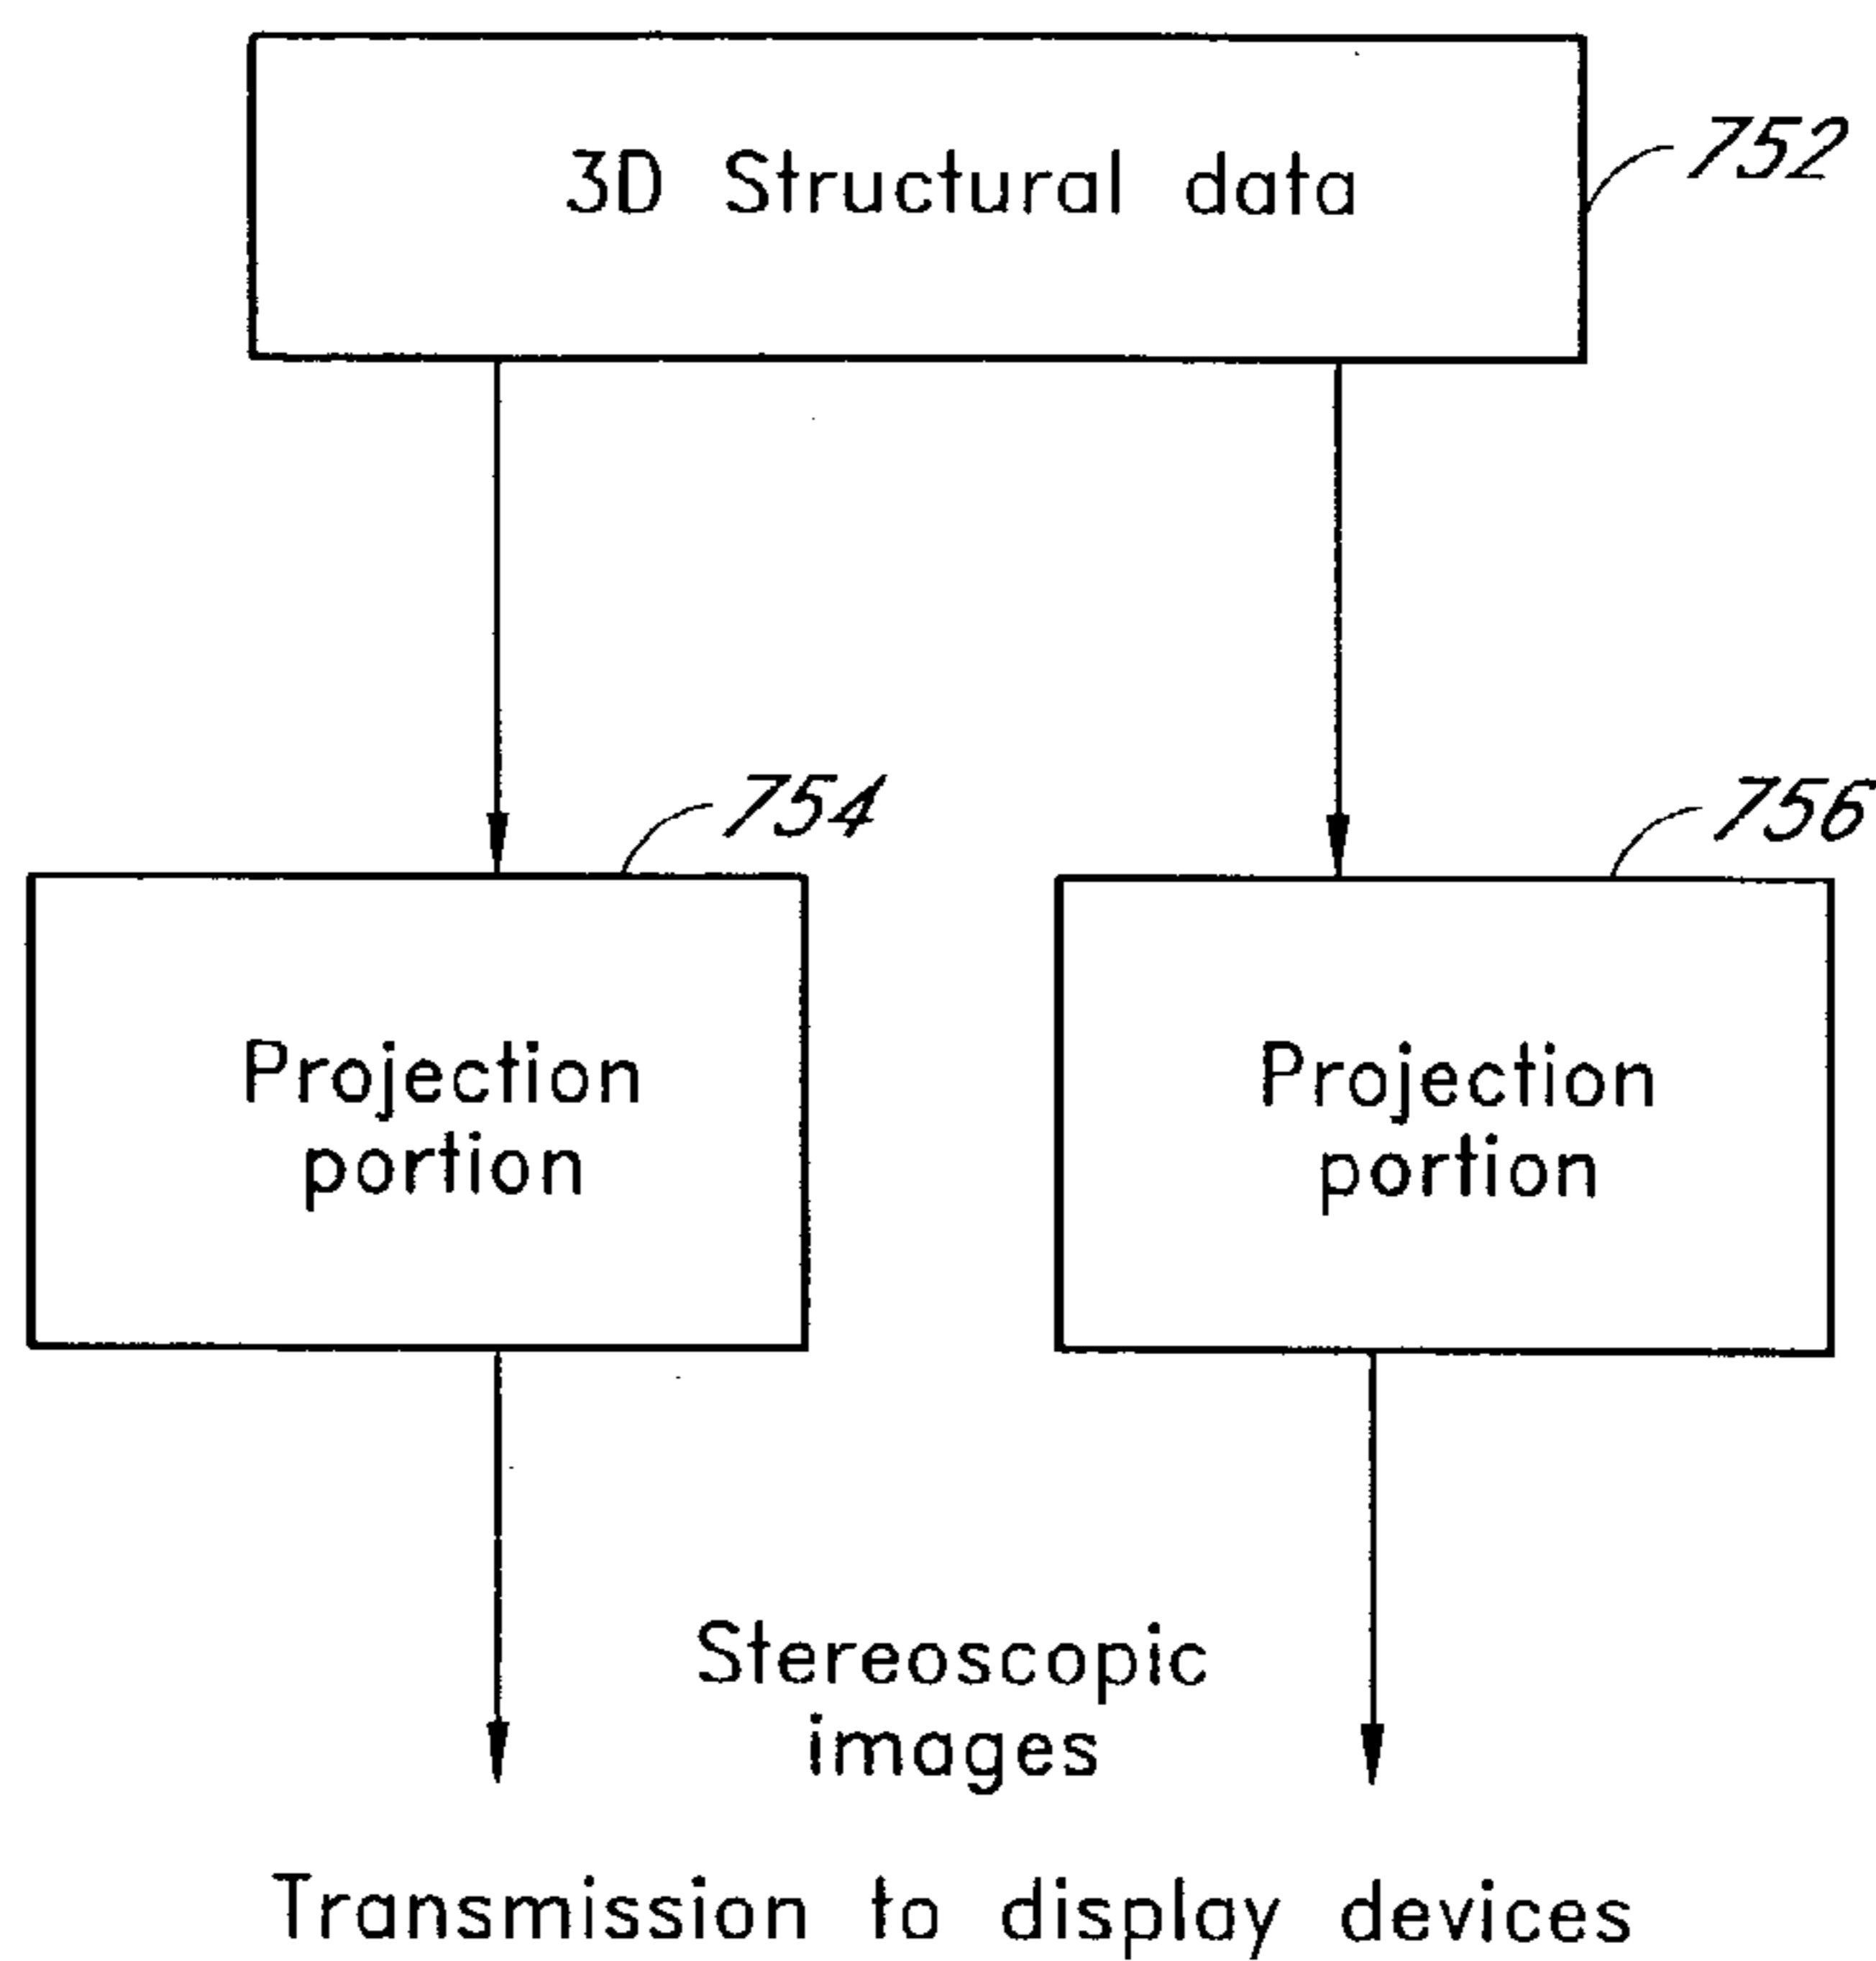 3D Structural data
752
754
756
Projection
portion
Projection
portion
Stereoscopic
images
Transmission to display devices